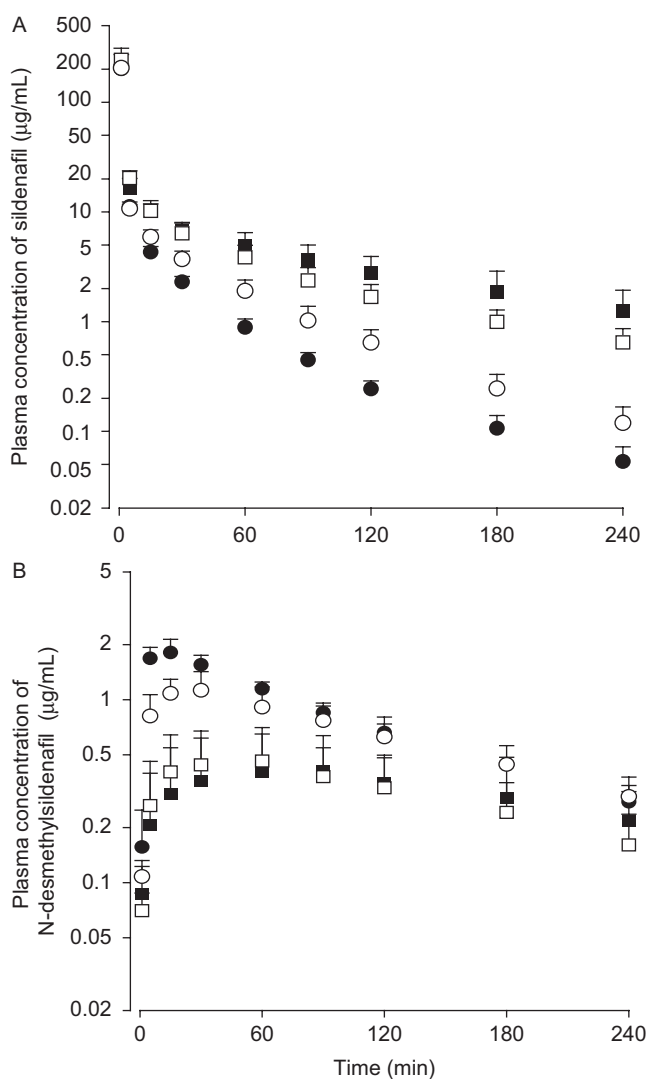 A
Plasma concentration of sildenafil (µg/mL)
500
200
100
50
20
10
5
2
1
0.5
0.2
0.1
0.05
0.02
0 60 120 180 240
B
Plasma concentration of
N-desmethylsildenafil (µg/mL)
5
2
1
0.5
0.2
0.1
0.05
0.02
0 60 120 180 240
Time (min)